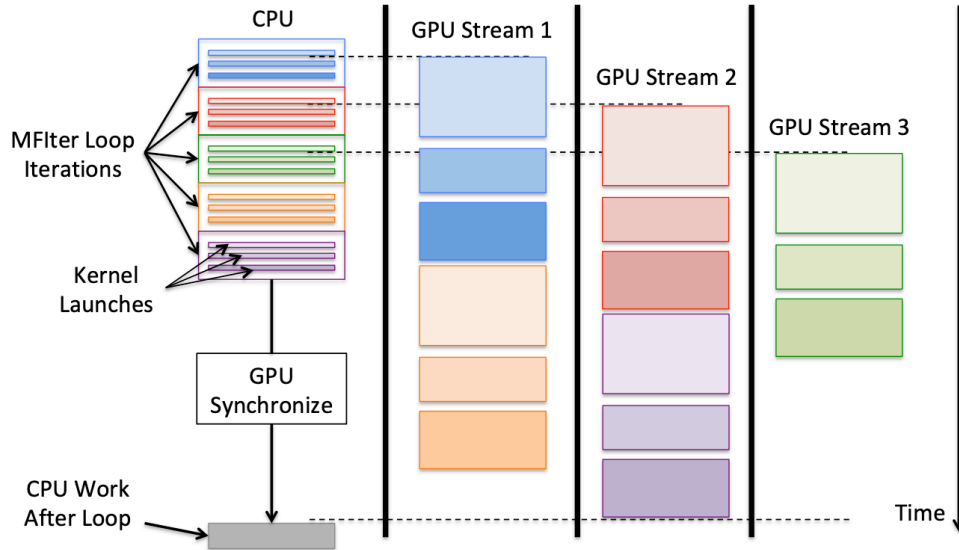 CPU
GPU Stream 1
GPU Stream 2
GPU Stream 3
MFIter Loop
Iterations
Kernel
Launches
GPU
Synchronize
CPU Work
After Loop
Time